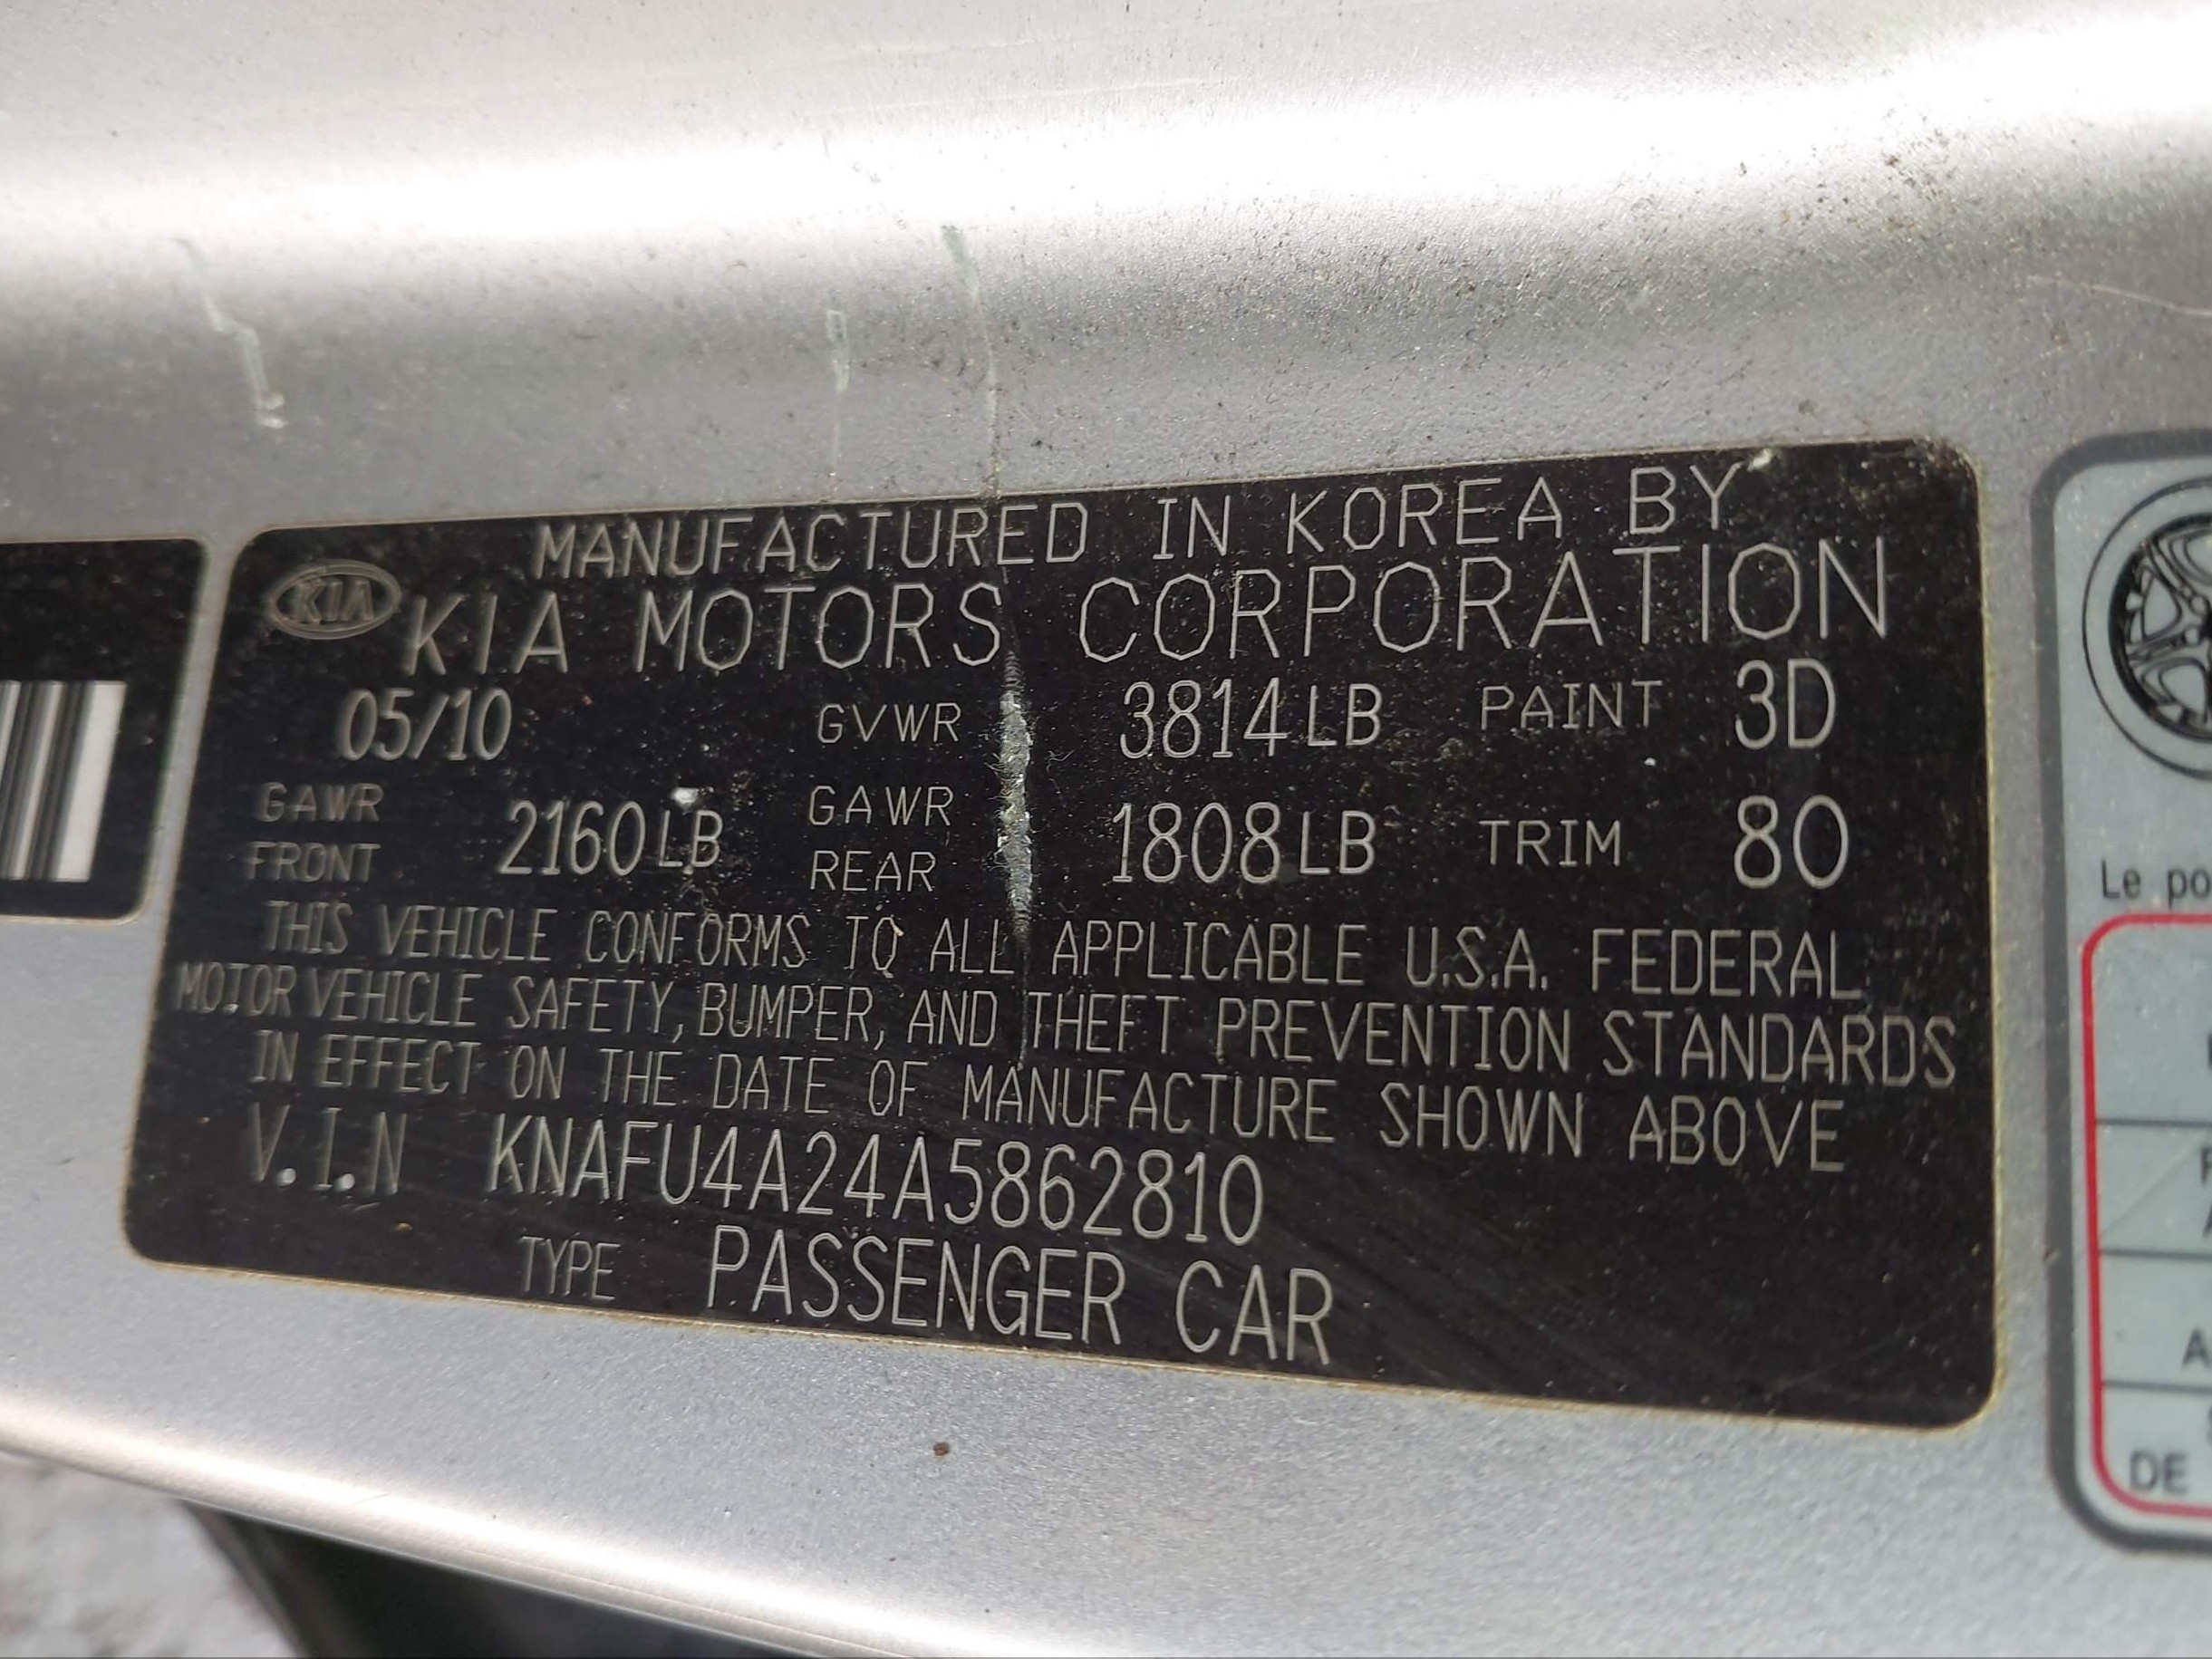 MANUFACTURED IN KOREA BY
KIA KIA MOTORS CORPORATION
05/10 GVWR 3814LB PAINT 3D
GAWR FRONT 2160LB GAWR REAR 1808LB TRIM 80
THIS VEHICLE CONFORMS TO ALL APPLICABLE U.S.A. FEDERAL
MOTOR VEHICLE SAFETY, BUMPER, AND THEFT PREVENTION STANDARDS
IN EFFECT ON THE DATE OF MANUFACTURE SHOWN ABOVE
V.I.N KNAFU4A24A5862810
TYPE PASSENGER CAR
Le
DE